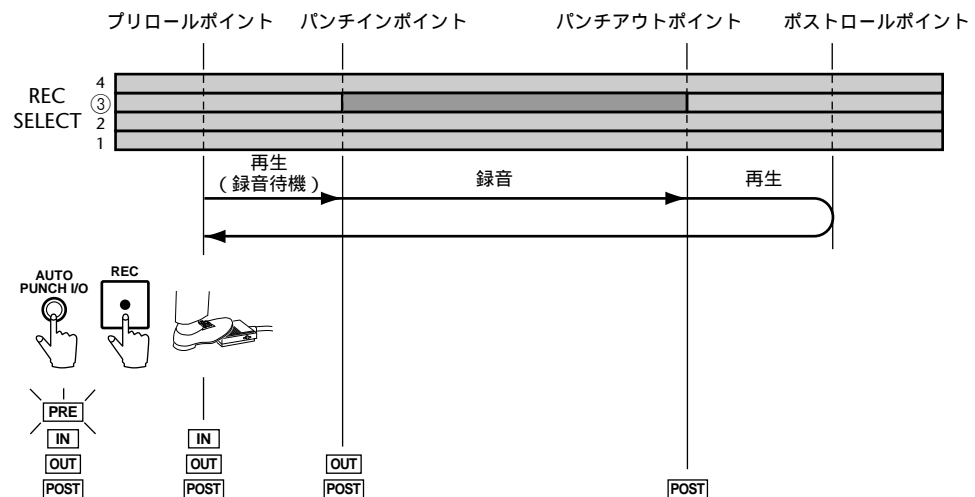 プリロールポイント パンチインポイント パンチアウトポイント ポストロールポイント
REC SELECT
4
③
2
1
再生
（録音待機）
録音
再生
AUTO
PUNCH I/O
REC
PRE
IN
OUT
POST
IN
OUT
POST
OUT
POST
POST